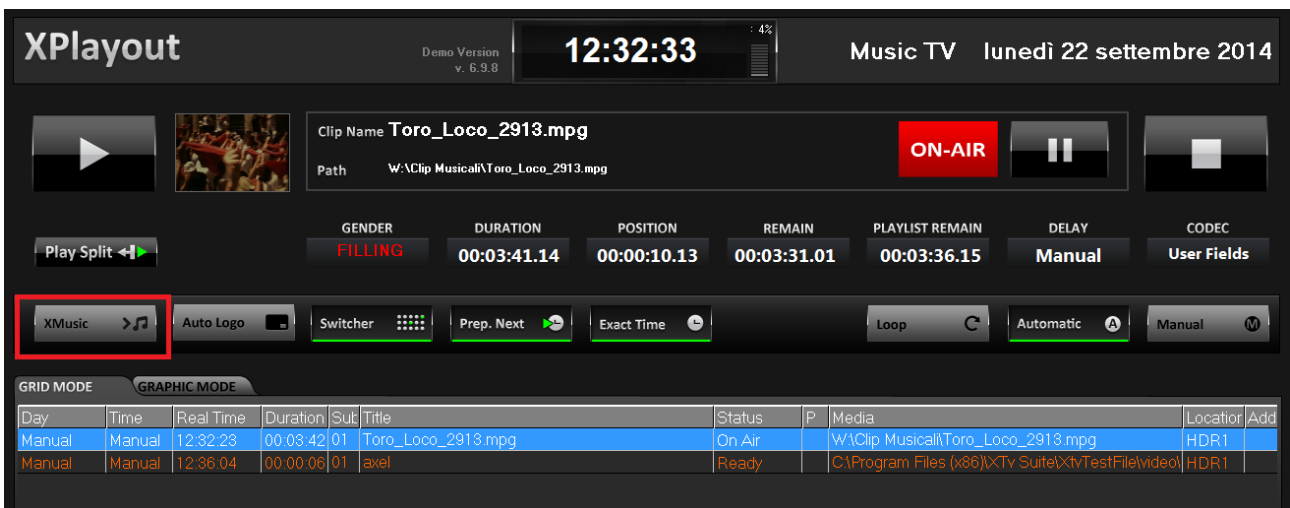 XPlayout
Demo Version
v. 6.9.8
12:32:33
: 4%
Music TV lunedì 22 settembre 2014
Clip Name Toro_Loco_2913.mpg
Path W:\Clip Musicali\Toro_Loco_2913.mpg
ON-AIR
Play Split
GENDER DURATION POSITION REMAIN PLAYLIST REMAIN DELAY CODEC
FILLING 00:03:41.14 00:00:10.13 00:03:31.01 00:03:36.15 Manual User Fields
XMusic Auto Logo Switcher Prep. Next Exact Time Loop C Automatic A Manual M
GRID MODE GRAPHIC MODE
Day Time Real Time Duration Sub Title Status P Media Location Add
Manual Manual 12:32:23 00:03:42 01 Toro_Loco_2913.mpg On Air W:\Clip Musicali\Toro_Loco_2913.mpg HDR1
Manual Manual 12:36:04 00:00:06 01 axel Ready C:\Program Files (x86)\XTv Suite\XtvTestFile\video\ HDR1